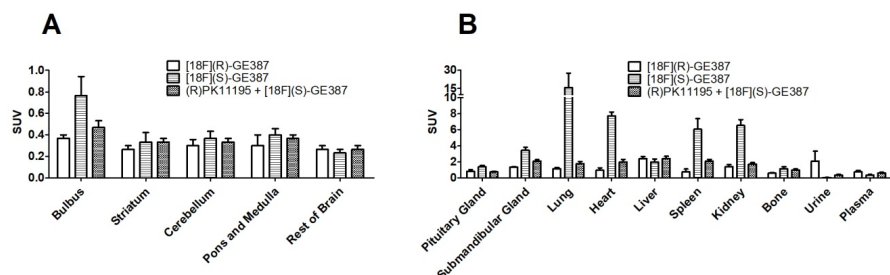 A
[18F](R)-GE387
[18F](S)-GE387
(R)PK11195 + [18F](S)-GE387
SUV
1.0
0.8
0.6
0.4
0.2
0.0
Bulbus
Striatum
Cerebellum
Pons and Medulla
Rest of Brain
B
[18F](R)-GE387
[18F](S)-GE387
(R)PK11195 + [18F](S)-GE387
SUV
30
15
8
6
4
2
0
Pituitary Gland
Submandibular Gland
Lung
Heart
Liver
Spleen
Kidney
Bone
Urine
Plasma